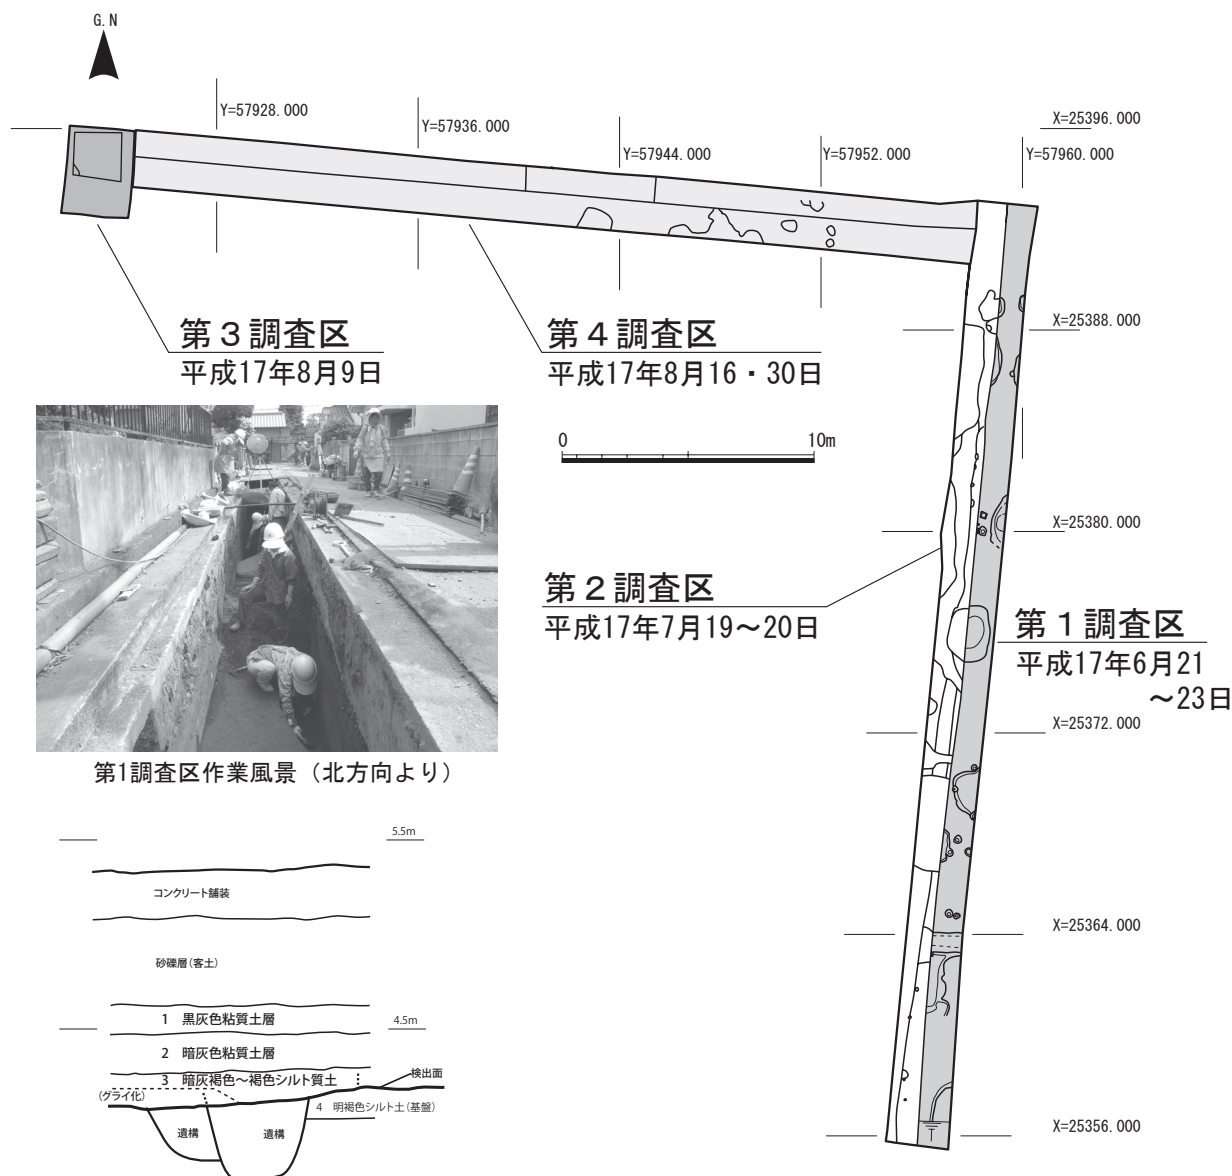 G.N
Y=57928.000
Y=57936.000
Y=57944.000
Y=57952.000
Y=57960.000
X=25396.000
X=25388.000
X=25380.000
X=25372.000
X=25364.000
X=25356.000
第3調査区
平成17年8月9日
第4調査区
平成17年8月16・30日
0 10m
第2調査区
平成17年7月19～20日
第1調査区
平成17年6月21
～23日
第1調査区作業風景（北方向より）
5.5m
コンクリート舗装
砂礫層（客土）
1 黒灰色粘質土層
4.5m
2 暗灰色粘質土層
3 暗灰褐色～褐色シルト質土
検出面
（グライ化）
4 明褐色シルト土（基盤）
遺構
遺構